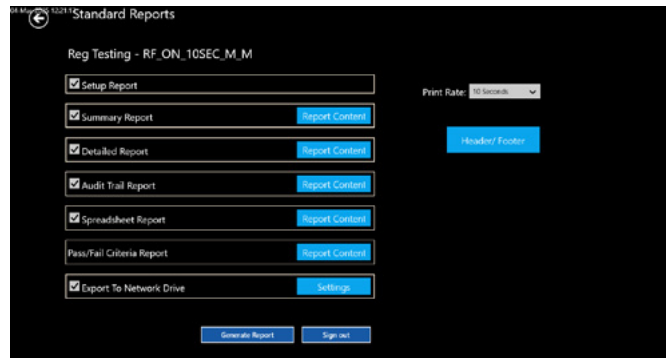 Standard Reports
Reg Testing - RF_ON_10SEC_M_M
Setup Report
Print Rate: 10 Seconds
Summary Report Report Content
Header/ Footer
Detailed Report Report Content
Audit Trail Report Report Content
Spreadsheet Report Report Content
Pass/Fail Criteria Report Report Content
Export To Network Drive Settings
Generate Report Sign out